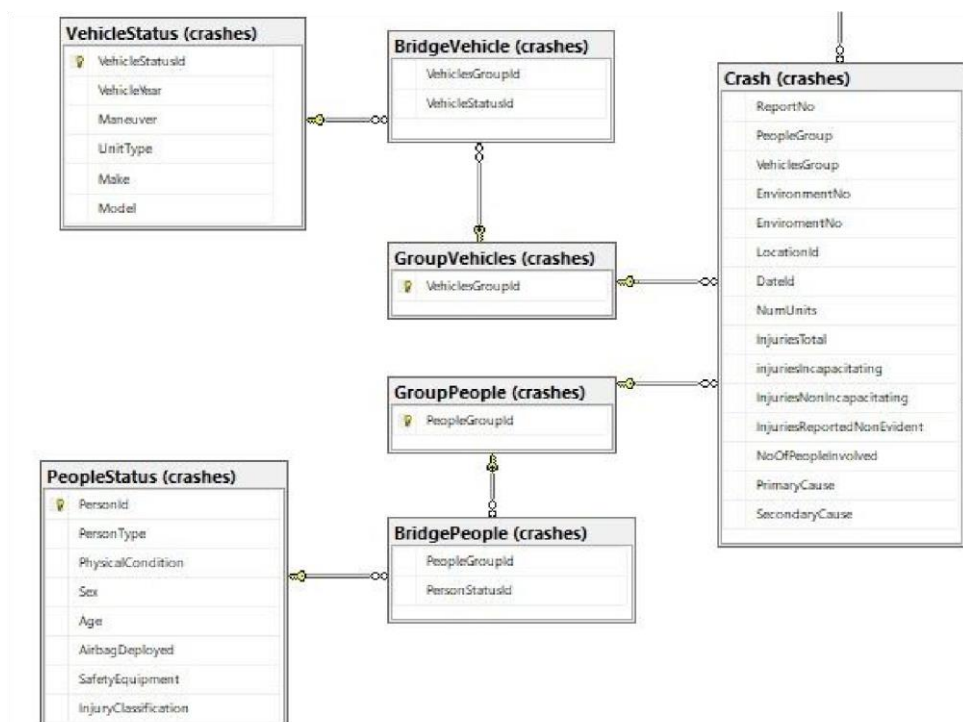 VehicleStatus (crashes)
VehicleStatusId
VehicleYear
Maneuver
UnitType
Make
Model
BridgeVehicle (crashes)
VehiclesGroupId
VehicleStatusId
GroupVehicles (crashes)
VehiclesGroupId
GroupPeople (crashes)
PeopleGroupId
PeopleStatus (crashes)
PersonId
PersonType
PhysicalCondition
Sex
Age
AirbagDeployed
SafetyEquipment
InjuryClassification
BridgePeople (crashes)
PeopleGroupId
PersonStatusId
Crash (crashes)
ReportNo
PeopleGroup
VehiclesGroup
EnvironmentNo
EnviromentNo
LocationId
DateId
NumUnits
InjuriesTotal
injuriesIncapacitating
InjuriesNonIncapacitating
InjuriesReportedNonEvident
NoOfPeopleInvolved
PrimaryCause
SecondaryCause